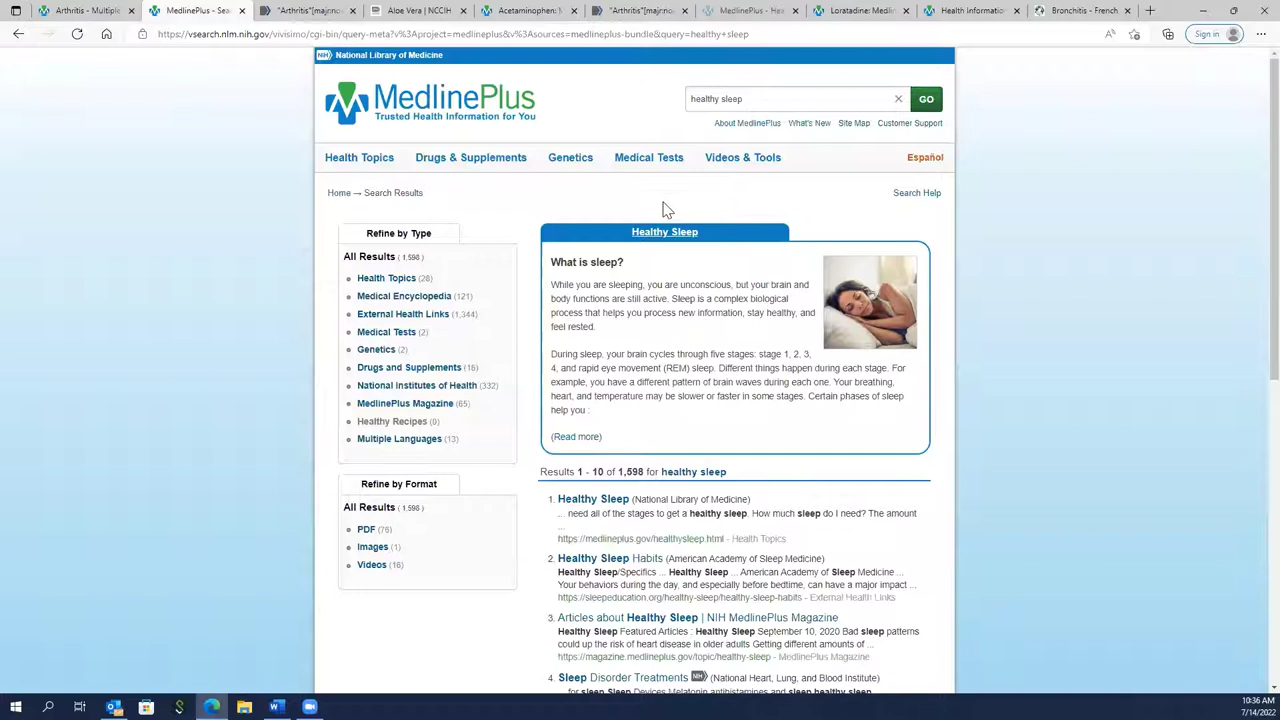 Arthritis - Multiple
MedlinePlus - Sear
"Arthritis"[majr:no
Aloe Vera | NCCIH
Acetaminophen: M
"Arthritis"[majr:no
MedlinePlus - Heal
Loratadine: Medlin
Health Information
Bronchitis - Frenc
https://vsearch.nlm.nih.gov/vivisimo/cgi-bin/query-meta?v%3Aproject=medlineplus&v%3Asources=medlineplus-bundle&query=healthy+sleep
Sign in
NIH National Library of Medicine
MedlinePlus
Trusted Health Information for You
healthy sleep
GO
About MedlinePlus What's New Site Map Customer Support
Health Topics Drugs & Supplements Genetics Medical Tests Videos & Tools Español
Home → Search Results
Search Help
Refine by Type
All Results ( 1,598 )
Health Topics (28)
Medical Encyclopedia (121)
External Health Links (1,344)
Medical Tests (2)
Genetics (2)
Drugs and Supplements (16)
National Institutes of Health (332)
MedlinePlus Magazine (65)
Healthy Recipes (0)
Multiple Languages (13)
Refine by Format
All Results ( 1,598 )
PDF (76)
Images (1)
Videos (16)
Healthy Sleep
What is sleep?
While you are sleeping, you are unconscious, but your brain and
body functions are still active. Sleep is a complex biological
process that helps you process new information, stay healthy, and
feel rested.
During sleep, your brain cycles through five stages: stage 1, 2, 3,
4, and rapid eye movement (REM) sleep. Different things happen during each stage. For
example, you have a different pattern of brain waves during each one. Your breathing,
heart, and temperature may be slower or faster in some stages. Certain phases of sleep
help you :
(Read more)
Results 1 - 10 of 1,598 for healthy sleep
1. Healthy Sleep (National Library of Medicine)
... need all of the stages to get a healthy sleep. How much sleep do I need? The amount
...
https://medlineplus.gov/healthysleep.html - Health Topics
2. Healthy Sleep Habits (American Academy of Sleep Medicine)
Healthy Sleep/Specifics ... Healthy Sleep ... American Academy of Sleep Medicine ...
Your behaviors during the day, and especially before bedtime, can have a major impact ...
https://sleepeducation.org/healthy-sleep/healthy-sleep-habits - External Health Links
3. Articles about Healthy Sleep | NIH MedlinePlus Magazine
Healthy Sleep Featured Articles : Healthy Sleep September 10, 2020 Bad sleep patterns
could up the risk of heart disease in older adults Getting different amounts of ...
https://magazine.medlineplus.gov/topic/healthy-sleep - MedlinePlus Magazine
4. Sleep Disorder Treatments NIH (National Heart, Lung, and Blood Institute)
for sleep Sleep Devices Melatonin antihistamines and sleep healthy sleep
10:36 AM
7/14/2022